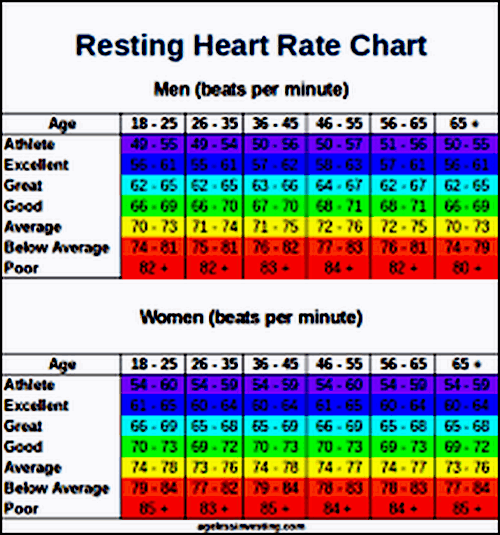 Resting Heart Rate Chart
Men (beats per minute)
Age 18 - 25 26 - 35 36 - 45 46 - 55 56 - 65 65 +
Athlete 49 - 55 49 - 54 50 - 56 50 - 57 51 - 56 50 - 55
Excellent 56 - 61 55 - 61 57 - 62 58 - 63 57 - 61 56 - 61
Great 62 - 65 62 - 65 63 - 66 64 - 67 62 - 67 62 - 65
Good 66 - 69 66 - 70 67 - 70 68 - 71 68 - 71 66 - 69
Average 70 - 73 71 - 74 71 - 75 72 - 76 72 - 75 70 - 73
Below Average 74 - 81 75 - 81 76 - 82 77 - 83 76 - 81 74 - 79
Poor 82 + 82 + 83 + 84 + 82 + 80 +
Women (beats per minute)
Age 18 - 25 26 - 35 36 - 45 46 - 55 56 - 65 65 +
Athlete 54 - 60 54 - 59 54 - 59 54 - 60 54 - 59 54 - 59
Excellent 61 - 65 60 - 64 60 - 64 61 - 65 60 - 64 60 - 64
Great 66 - 69 65 - 68 65 - 69 66 - 69 65 - 68 65 - 68
Good 70 - 73 69 - 72 70 - 73 70 - 73 69 - 73 69 - 72
Average 74 - 78 73 - 76 74 - 78 74 - 77 74 - 77 73 - 76
Below Average 79 - 84 77 - 82 79 - 84 78 - 83 78 - 83 77 - 84
Poor 85 + 83 + 85 + 84 + 84 + 85 +
agelessinvesting.com